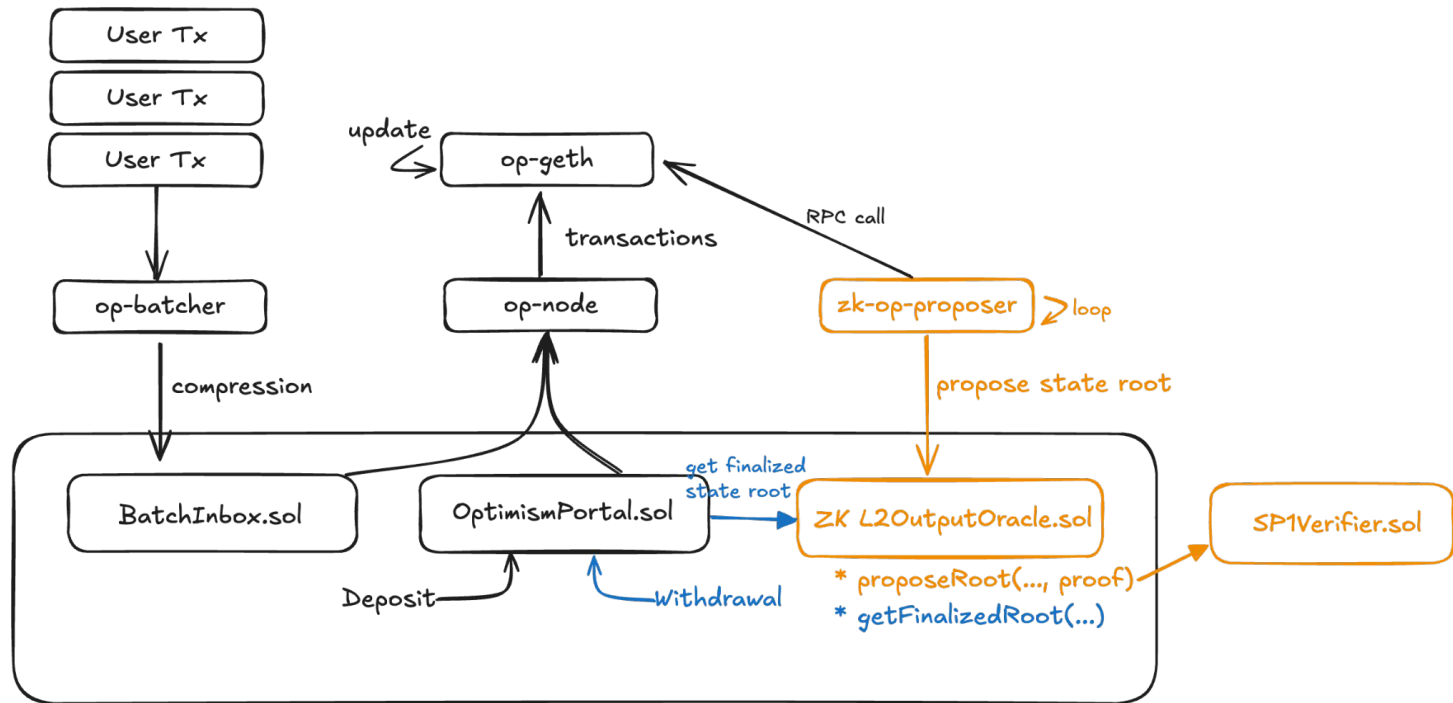 User Tx
User Tx
User Tx
update
op-geth
RPC call
transactions
op-batcher
op-node
zk-op-proposer
loop
compression
propose state root
get finalized
state root
BatchInbox.sol
OptimismPortal.sol
ZK L2OutputOracle.sol
SP1Verifier.sol
* proposeRoot(..., proof)
Deposit
Withdrawal
* getFinalizedRoot(...)